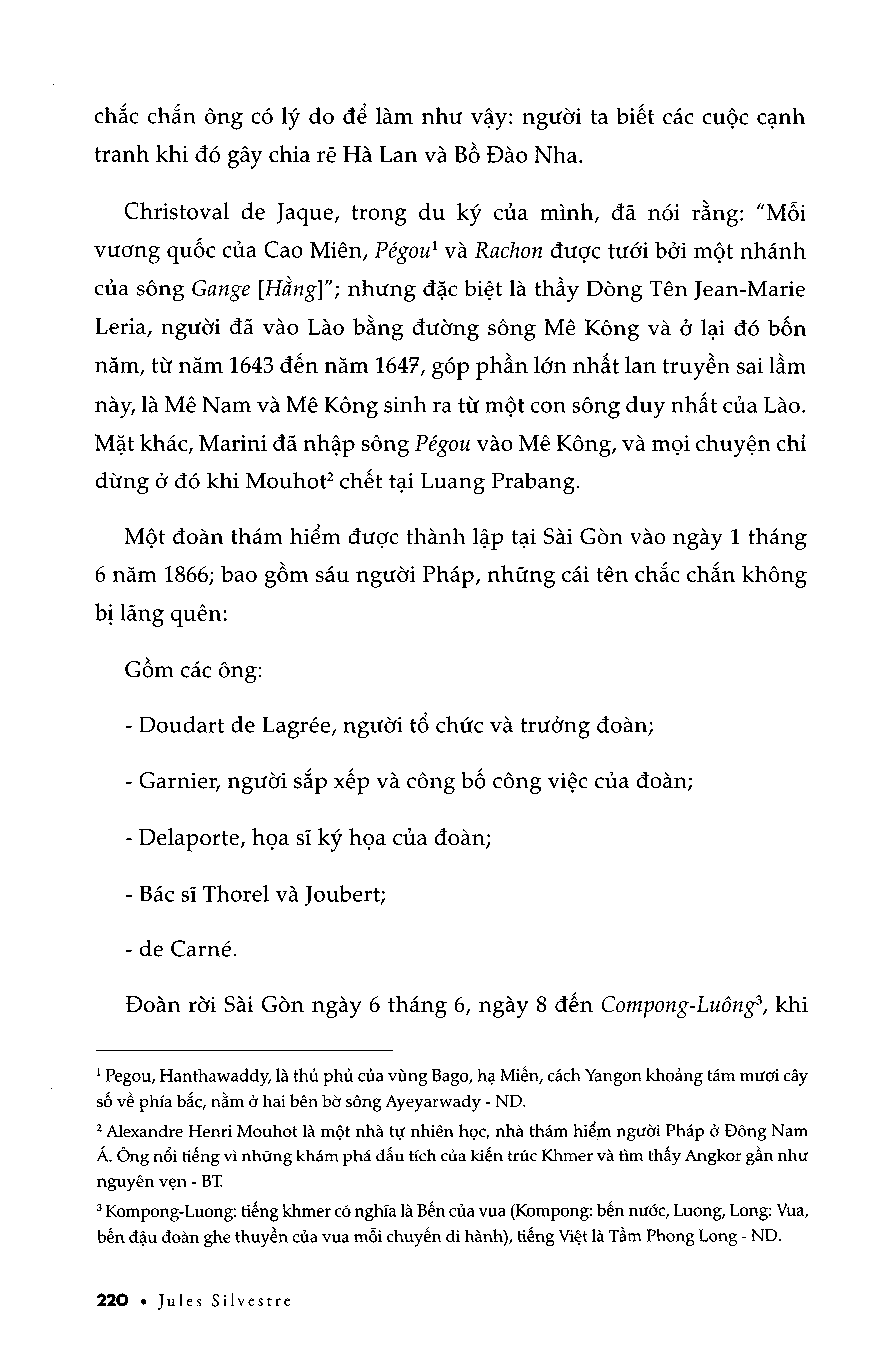 chắc chắn ông có lý do để làm như vậy: người ta biết các cuộc cạnh
tranh khi đó gây chia rẽ Hà Lan và Bồ Đào Nha.
Christoval de Jaque, trong du ký của mình, đã nói rằng: "Mỗi
vương quốc của Cao Miên, Pégou¹ và Rachon được tưới bởi một nhánh
của sông Gange [Hằng]"; nhưng đặc biệt là thầy Dòng Tên Jean-Marie
Leria, người đã vào Lào bằng đường sông Mê Kông và ở lại đó bốn
năm, từ năm 1643 đến năm 1647, góp phần lớn nhất lan truyền sai lầm
này, là Mê Nam và Mê Kông sinh ra từ một con sông duy nhất của Lào.
Mặt khác, Marini đã nhập sông Pégou vào Mê Kông, và mọi chuyện chỉ
dừng ở đó khi Mouhot² chết tại Luang Prabang.
Một đoàn thám hiểm được thành lập tại Sài Gòn vào ngày 1 tháng
6 năm 1866; bao gồm sáu người Pháp, những cái tên chắc chắn không
bị lãng quên:
Gồm các ông:
- Doudart de Lagrée, người tổ chức và trưởng đoàn;
- Garnier, người sắp xếp và công bố công việc của đoàn;
- Delaporte, họa sĩ ký họa của đoàn;
- Bác sĩ Thorel và Joubert;
- de Carné.
Đoàn rời Sài Gòn ngày 6 tháng 6, ngày 8 đến Compong-Luông³, khi
¹ Pegou, Hanthawaddy, là thủ phủ của vùng Bago, hạ Miến, cách Yangon khoảng tám mươi cây
số về phía bắc, nằm ở hai bên bờ sông Ayeyarwady - ND.
² Alexandre Henri Mouhot là một nhà tự nhiên học, nhà thám hiểm người Pháp ở Đông Nam
Á. Ông nổi tiếng vì những khám phá dấu tích của kiến trúc Khmer và tìm thấy Angkor gần như
nguyên vẹn - BT.
³ Kompong-Luong: tiếng khmer có nghĩa là Bến của vua (Kompong: bến nước, Luong, Long: Vua,
bến đậu đoàn ghe thuyền của vua mỗi chuyến di hành), tiếng Việt là Tầm Phong Long - ND.
220 • Jules Silvestre